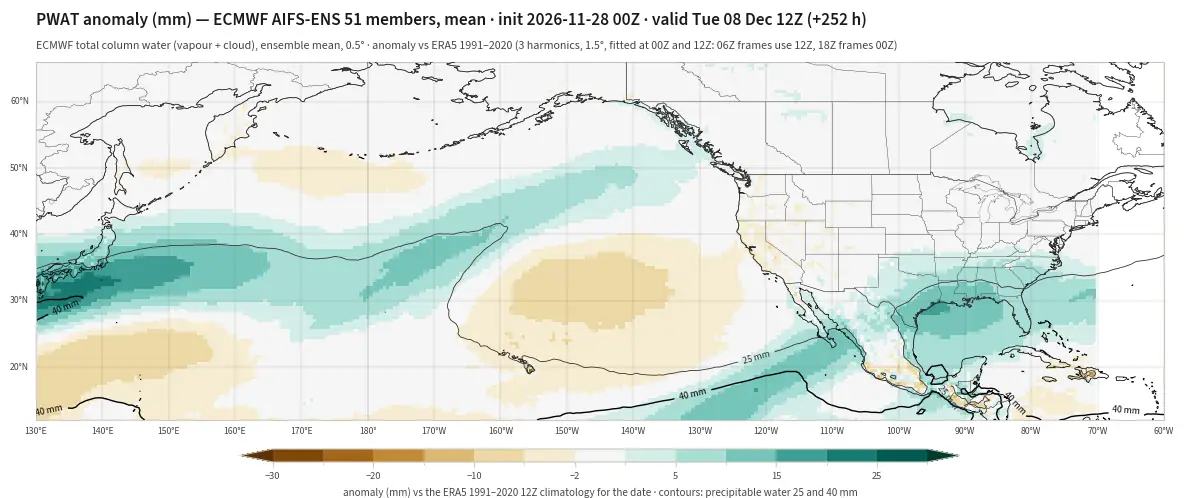 PWAT anomaly (mm) — ECMWF AIFS-ENS 51 members, mean · init 2026-11-28 00Z · valid Tue 08 Dec 12Z (+252 h)
ECMWF total column water (vapour + cloud), ensemble mean, 0.5° · anomaly vs ERA5 1991–2020 (3 harmonics, 1.5°, fitted at 00Z and 12Z: 06Z frames use 12Z, 18Z frames 00Z)
60°N
50°N
40°N
30°N
20°N
40 mm
25 mm
40 mm
40 mm
40 mm
40 mm
130°E 140°E 150°E 160°E 170°E 180° 170°W 160°W 150°W 140°W 130°W 120°W 110°W 100°W 90°W 80°W 70°W 60°W
−30 −20 −10 −2 5 15 25
anomaly (mm) vs the ERA5 1991–2020 12Z climatology for the date · contours: precipitable water 25 and 40 mm